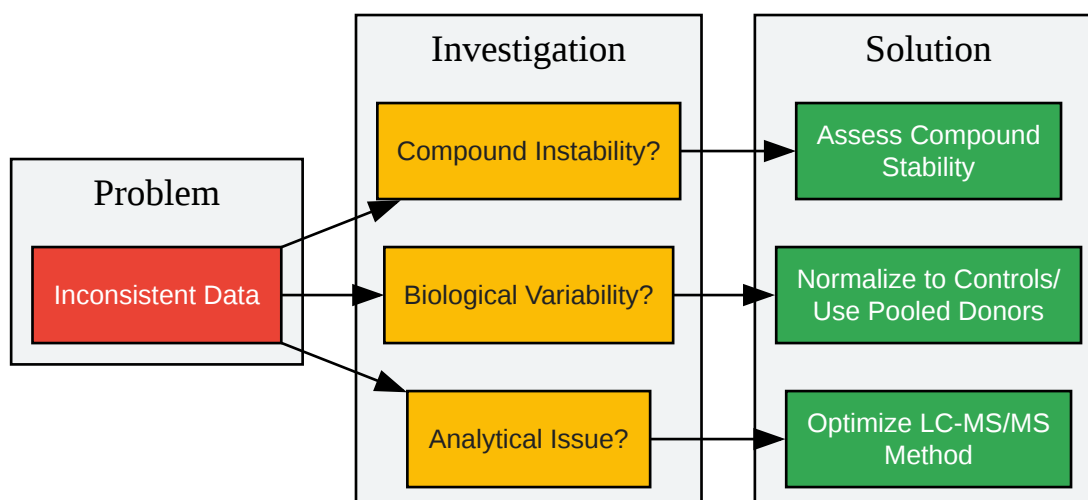 Problem
Inconsistent Data
Investigation
Compound Instability?
Biological Variability?
Analytical Issue?
Solution
Assess Compound
Stability
Normalize to Controls/
Use Pooled Donors
Optimize LC-MS/MS
Method